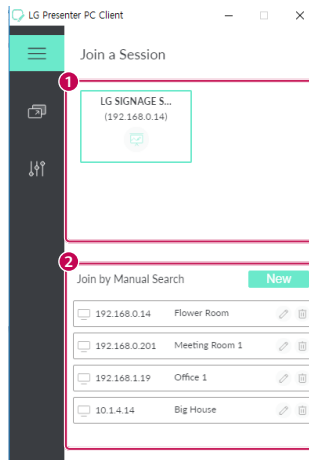 LG Presenter PC Client
Join a Session
1
LG SIGNAGE S...
(192.168.0.14)
2
Join by Manual Search
New
192.168.0.14 Flower Room
192.168.0.201 Meeting Room 1
192.168.1.19 Office 1
10.1.4.14 Big House